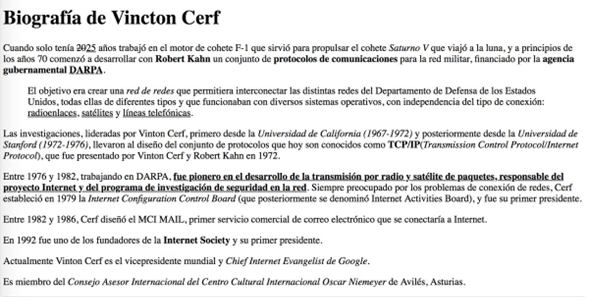 Biografía de Vincton Cerf
Cuando solo tenía 2025 años trabajó en el motor de cohete F-1 que sirvió para propulsar el cohete Saturno V que viajó a la luna, y a principios de
los años 70 comenzó a desarrollar con Robert Kahn un conjunto de protocolos de comunicaciones para la red militar, financiado por la agencia
gubernamental DARPA.
El objetivo era crear una red de redes que permitiera interconectar las distintas redes del Departamento de Defensa de los Estados
Unidos, todas ellas de diferentes tipos y que funcionaban con diversos sistemas operativos, con independencia del tipo de conexión:
radioenlaces, satélites y líneas telefónicas.
Las investigaciones, lideradas por Vinton Cerf, primero desde la Universidad de California (1967-1972) y posteriormente desde la Universidad de
Stanford (1972-1976), llevaron al diseño del conjunto de protocolos que hoy son conocidos como TCP/IP(Transmission Control Protocol/Internet
Protocol), que fue presentado por Vinton Cerf y Robert Kahn en 1972.
Entre 1976 y 1982, trabajando en DARPA, fue pionero en el desarrollo de la transmisión por radio y satélite de paquetes, responsable del
proyecto Internet y del programa de investigación de seguridad en la red. Siempre preocupado por los problemas de conexión de redes, Cerf
estableció en 1979 la Internet Configuration Control Board (que posteriormente se denominó Internet Activities Board), y fue su primer presidente.
Entre 1982 y 1986, Cerf diseñó el MCI MAIL, primer servicio comercial de correo electrónico que se conectaría a Internet.
En 1992 fue uno de los fundadores de la Internet Society y su primer presidente.
Actualmente Vinton Cerf es el vicepresidente mundial y Chief Internet Evangelist de Google.
Es miembro del Consejo Asesor Internacional del Centro Cultural Internacional Oscar Niemeyer de Avilés, Asturias.